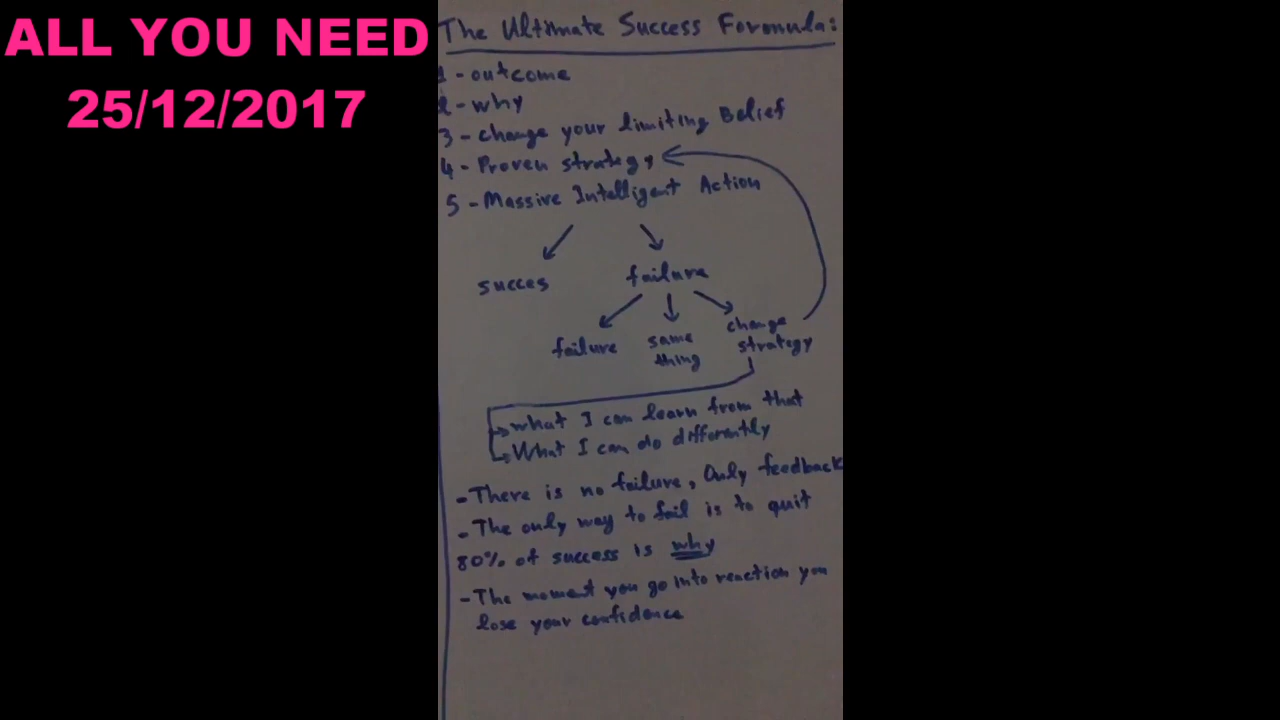 ALL YOU NEED
25/12/2017
The Ultimate Success Foromula:
1 - outcome
2 - why
3 - change your limiting Belief
4 - Proven strategy
5 - Massive Intelligent Action
succes
failure
failure
same
thing
change
strategy
what I can learn from that
What I can do differently
- There is no failure, Only feedback
- The only way to fail is to quit
80% of success is why
- The moment you go into reaction you
lose your confidence